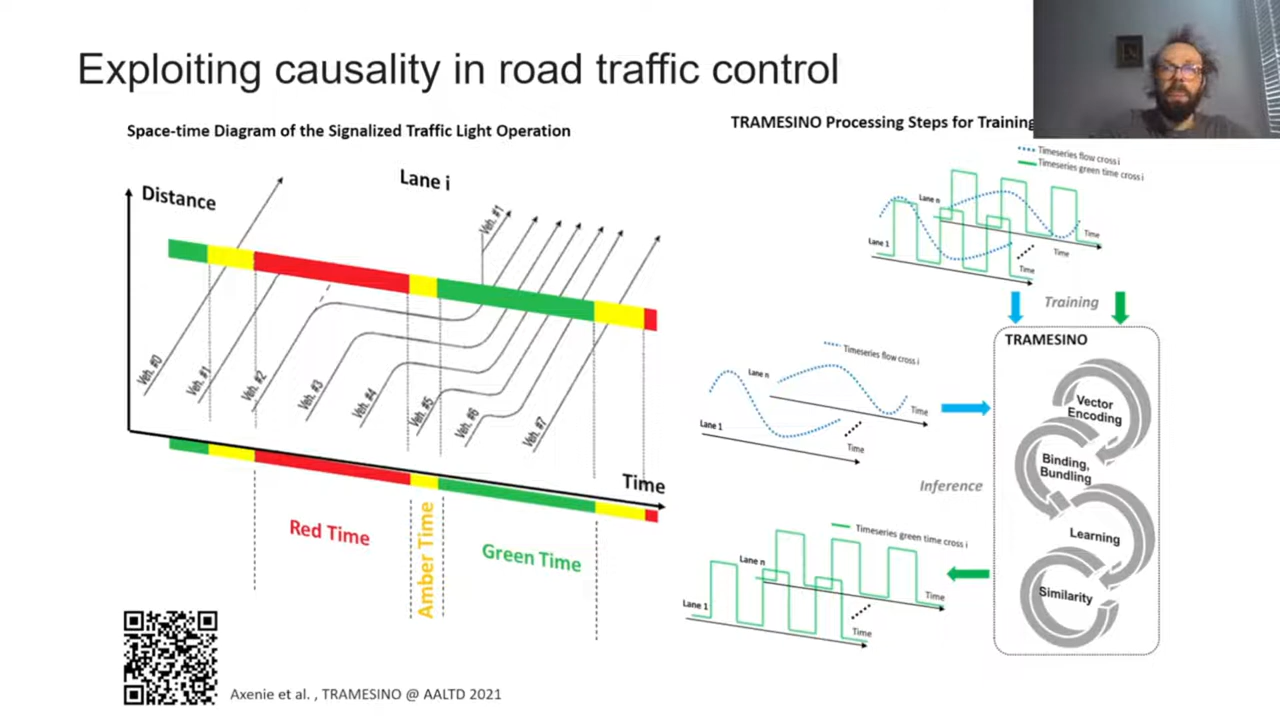 Exploiting causality in road traffic control
Space-time Diagram of the Signalized Traffic Light Operation
Distance
Lane i
Veh. #1
Veh. #0
Veh. #1
Veh. #2
Veh. #3
Veh. #4
Veh. #5
Veh. #6
Veh. #7
Time
Red Time
Amber Time
Green Time
Axenie et al. , TRAMESINO @ AALTD 2021
TRAMESINO Processing Steps for Training
Timeseries flow cross i
Timeseries green time cross i
Lane n
Lane 1
Time
Time
Time
Training
TRAMESINO
Vector
Encoding
Binding,
Bundling
Learning
Similarity
Timeseries flow cross i
Lane n
Lane 1
Time
Time
Inference
Timeseries green time cross i
Lane n
Lane 1
Time
Time